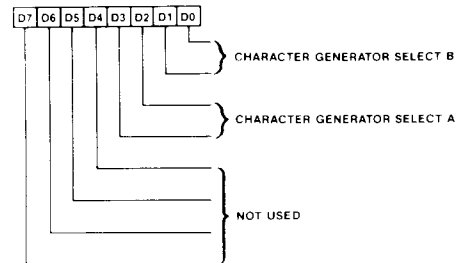 D7 D6 D5 D4 D3 D2 D1 D0
CHARACTER GENERATOR SELECT B
CHARACTER GENERATOR SELECT A
NOT USED